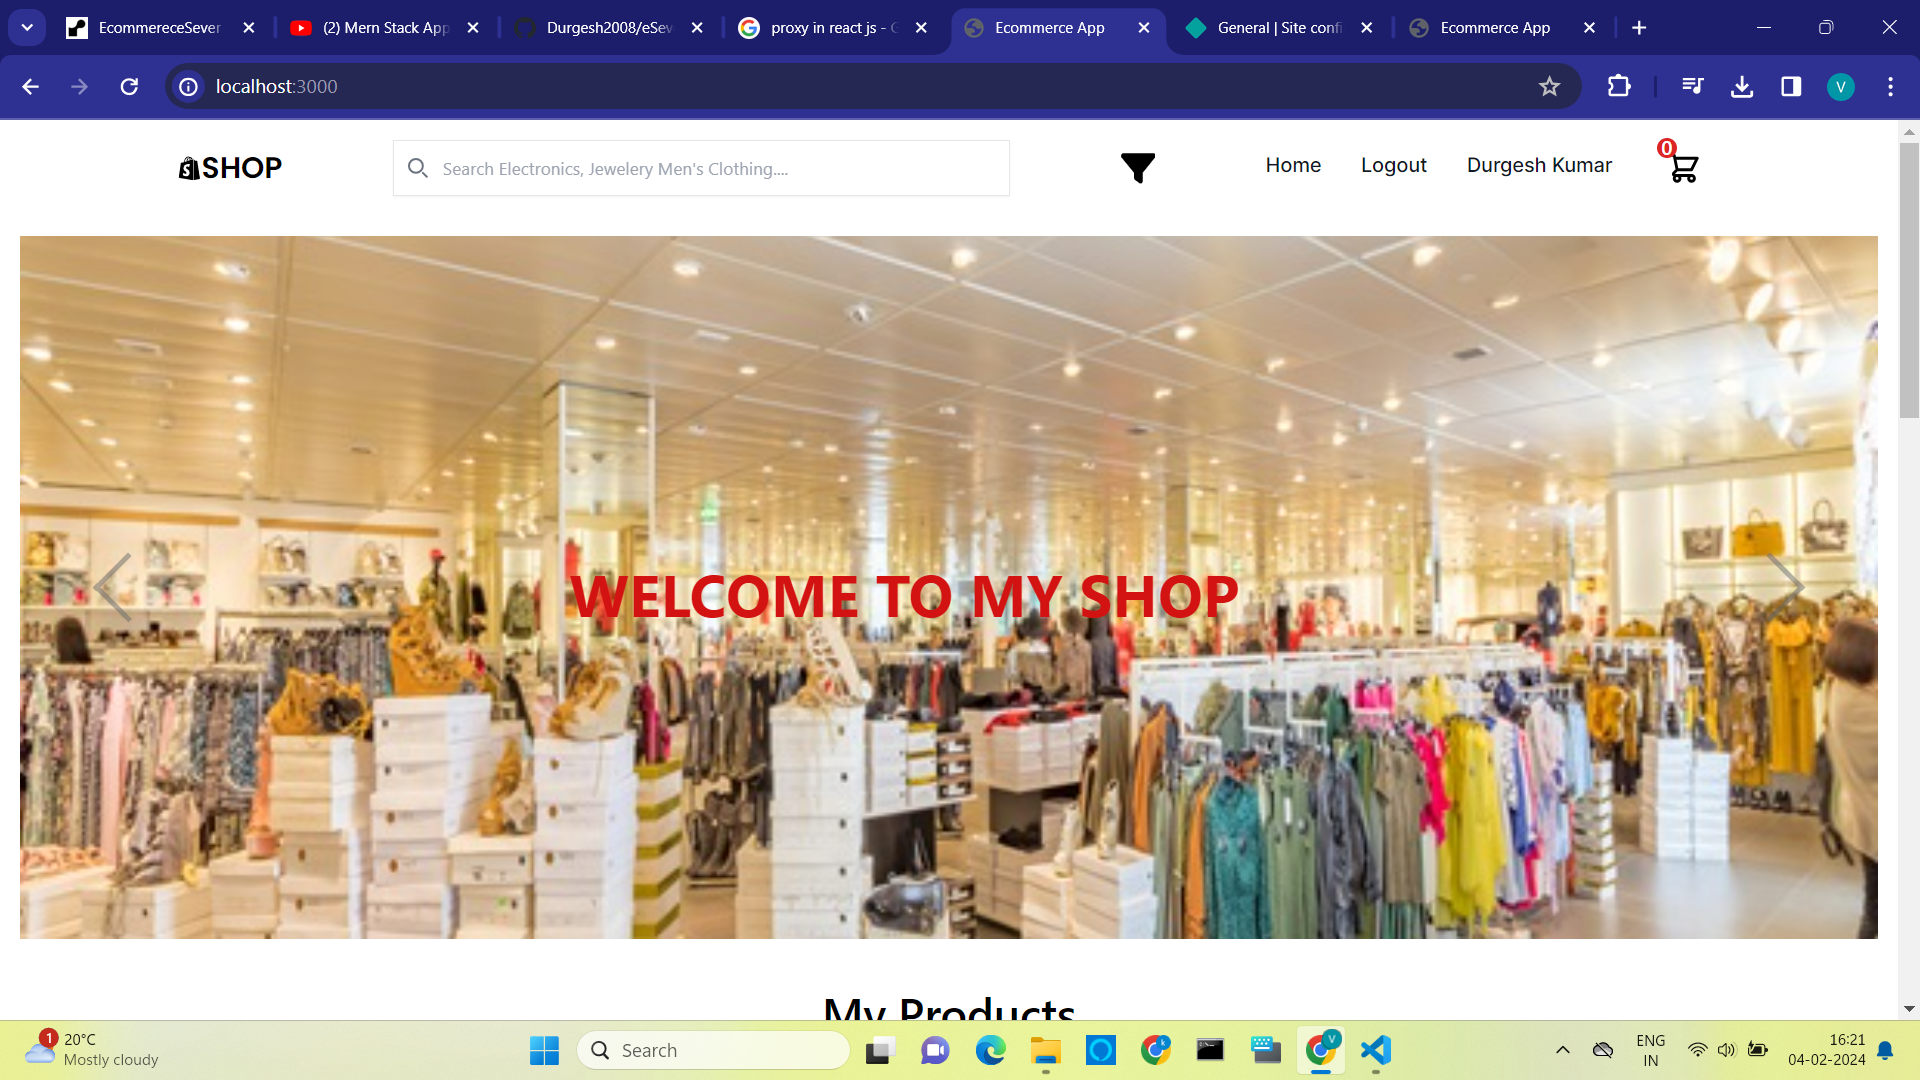 EcommereceSever
(2) Mern Stack App
Durgesh2008/eSev
proxy in react js - G
Ecommerce App
General | Site confi
Ecommerce App
localhost:3000
V
SHOP
Search Electronics, Jewelery Men's Clothing....
Home
Logout
Durgesh Kumar
0
WELCOME TO MY SHOP
My Products
1
20°C
Mostly cloudy
Search
ENG
IN
16:21
04-02-2024